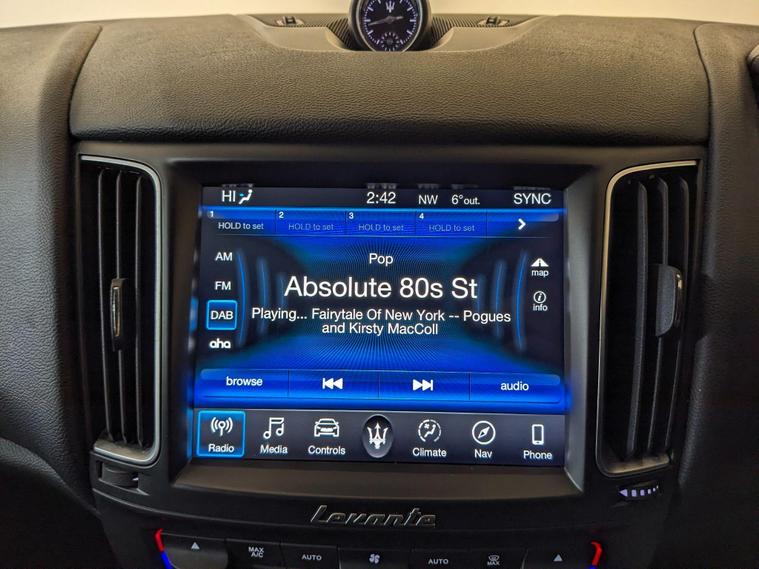 HI 2:42 NW 6°out. SYNC
1 2 3 4
HOLD to set HOLD to set HOLD to set HOLD to set
AM
FM
DAB
aha
Pop
Absolute 80s St
Playing... Fairytale Of New York -- Pogues
and Kirsty MacColl
map
info
browse audio
Radio Media Controls Climate Nav Phone
Levante
MAX
A/C
AUTO
AUTO
MAX